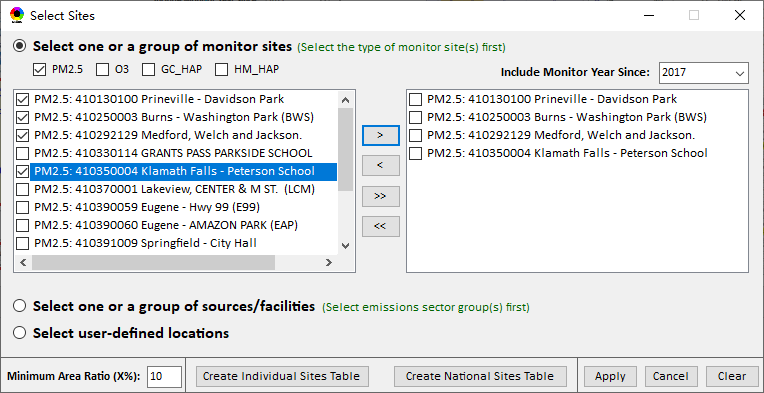 Select Sites
Select one or a group of monitor sites (Select the type of monitor site(s) first)
PM2.5 O3 GC_HAP HM_HAP
Include Monitor Year Since: 2017
PM2.5: 410130100 Prineville - Davidson Park
PM2.5: 410250003 Burns - Washington Park (BWS)
PM2.5: 410292129 Medford, Welch and Jackson.
PM2.5: 410330114 GRANTS PASS PARKSIDE SCHOOL
PM2.5: 410350004 Klamath Falls - Peterson School
PM2.5: 410370001 Lakeview, CENTER & M ST. (LCM)
PM2.5: 410390059 Eugene - Hwy 99 (E99)
PM2.5: 410390060 Eugene - AMAZON PARK (EAP)
PM2.5: 410391009 Springfield - City Hall
>
<
>>
<<
PM2.5: 410130100 Prineville - Davidson Park
PM2.5: 410250003 Burns - Washington Park (BWS)
PM2.5: 410292129 Medford, Welch and Jackson.
PM2.5: 410350004 Klamath Falls - Peterson School
Select one or a group of sources/facilities (Select emissions sector group(s) first)
Select user-defined locations
Minimum Area Ratio (X%): 10
Create Individual Sites Table
Create National Sites Table
Apply
Cancel
Clear